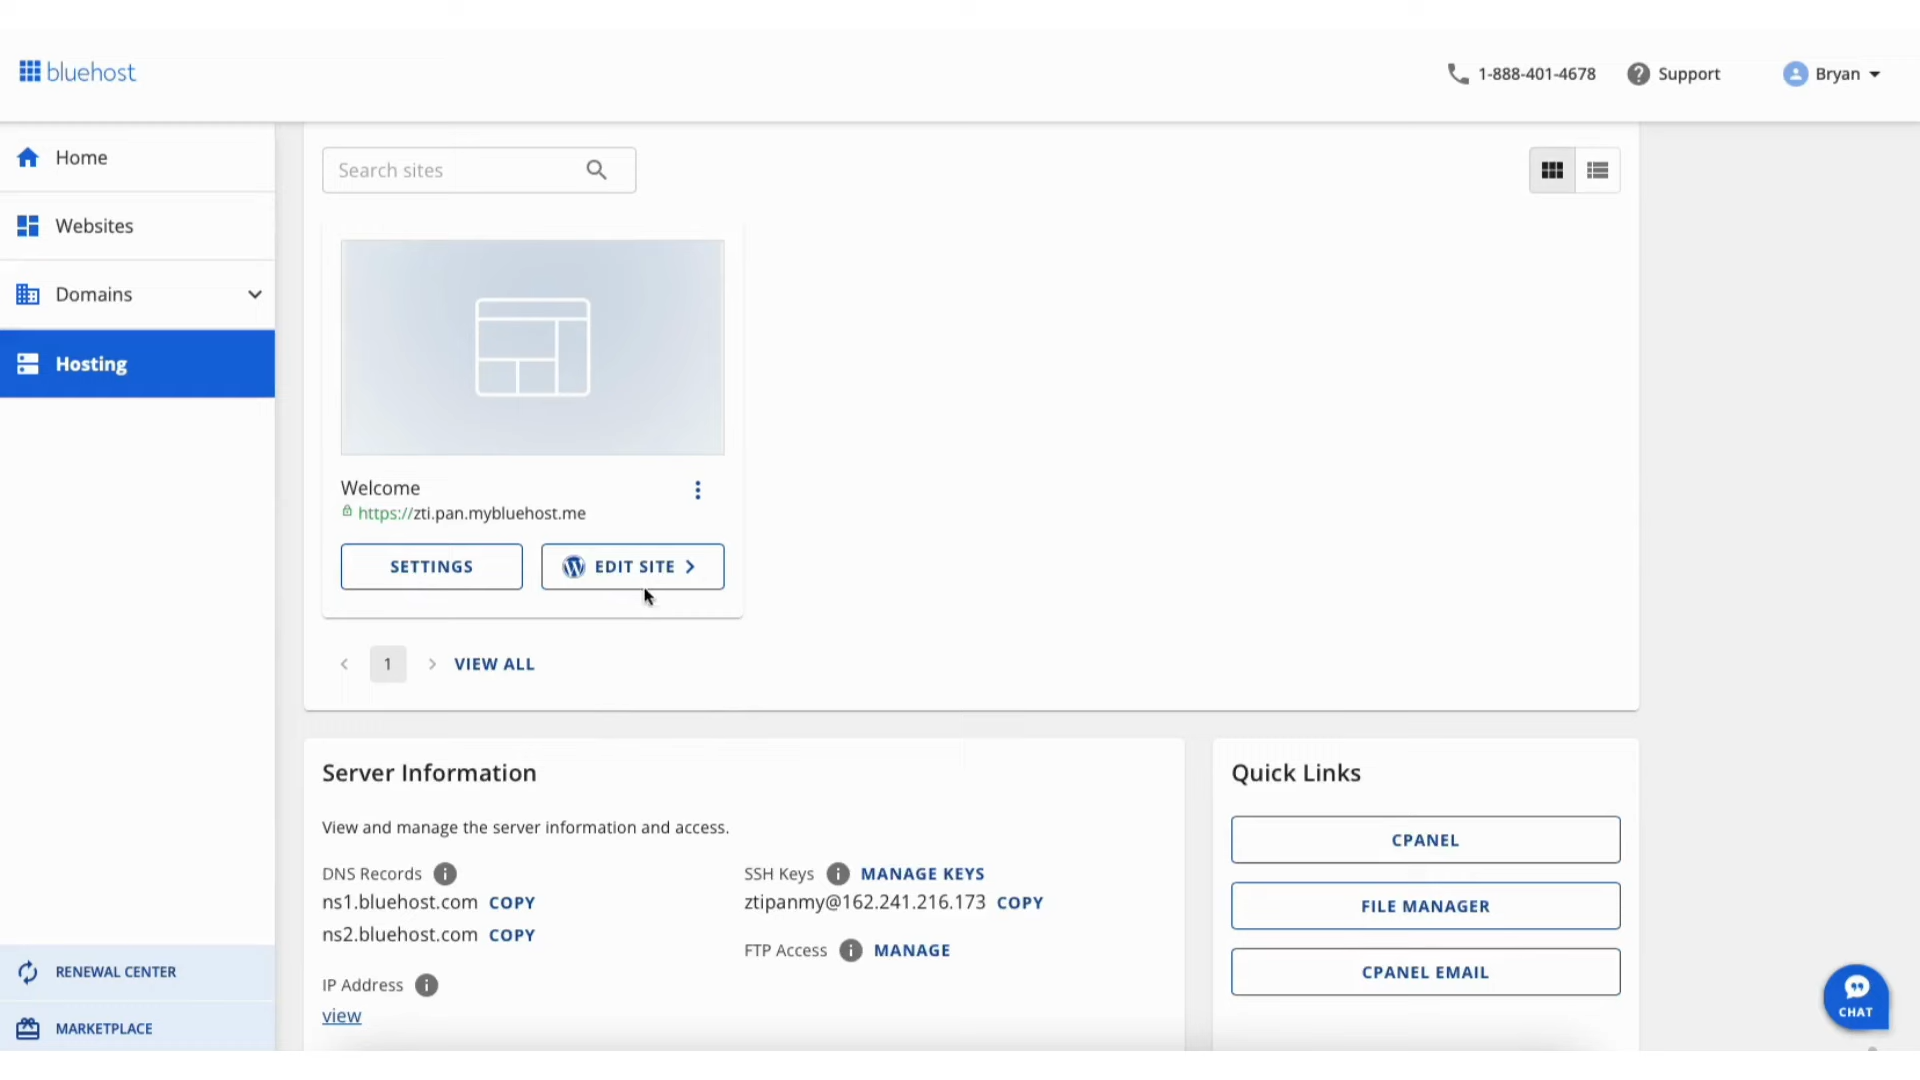 bluehost
1-888-401-4678
Support
Bryan
Home
Websites
Domains
Hosting
RENEWAL CENTER
MARKETPLACE
Search sites
Welcome
https://zti.pan.mybluehost.me
SETTINGS
EDIT SITE
1
VIEW ALL
Server Information
View and manage the server information and access.
DNS Records
ns1.bluehost.com COPY
ns2.bluehost.com COPY
IP Address
view
SSH Keys MANAGE KEYS
ztipanmy@162.241.216.173 COPY
FTP Access MANAGE
Quick Links
CPANEL
FILE MANAGER
CPANEL EMAIL
CHAT